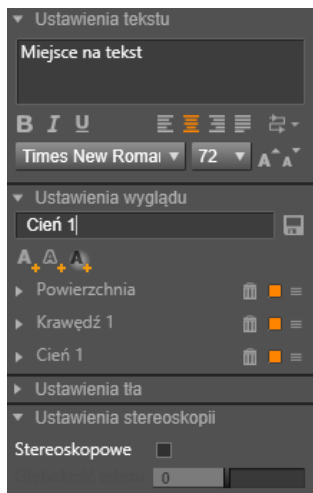 Ustawienia tekstu
Miejsce na tekst
B I U
Times New Romai 72 A A
Ustawienia wyglądu
Cień 1
A A A
Powierzchnia
Krawędź 1
Cień 1
Ustawienia tła
Ustawienia stereoskopii
Stereoskopowe
0